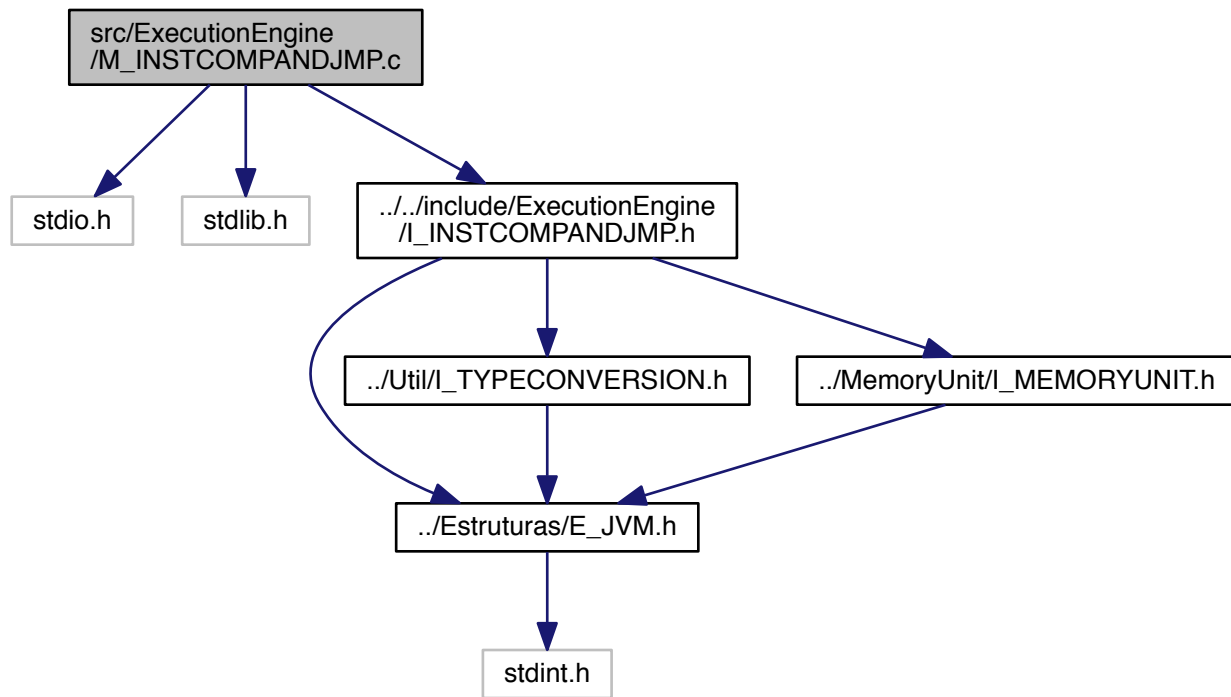 src/ExecutionEngine
/M_INSTCOMPANDJMP.c
stdio.h
stdlib.h
../../include/ExecutionEngine
/I_INSTCOMPANDJMP.h
../Util/I_TYPECONVERSION.h
../MemoryUnit/I_MEMORYUNIT.h
../Estruturas/E_JVM.h
stdint.h